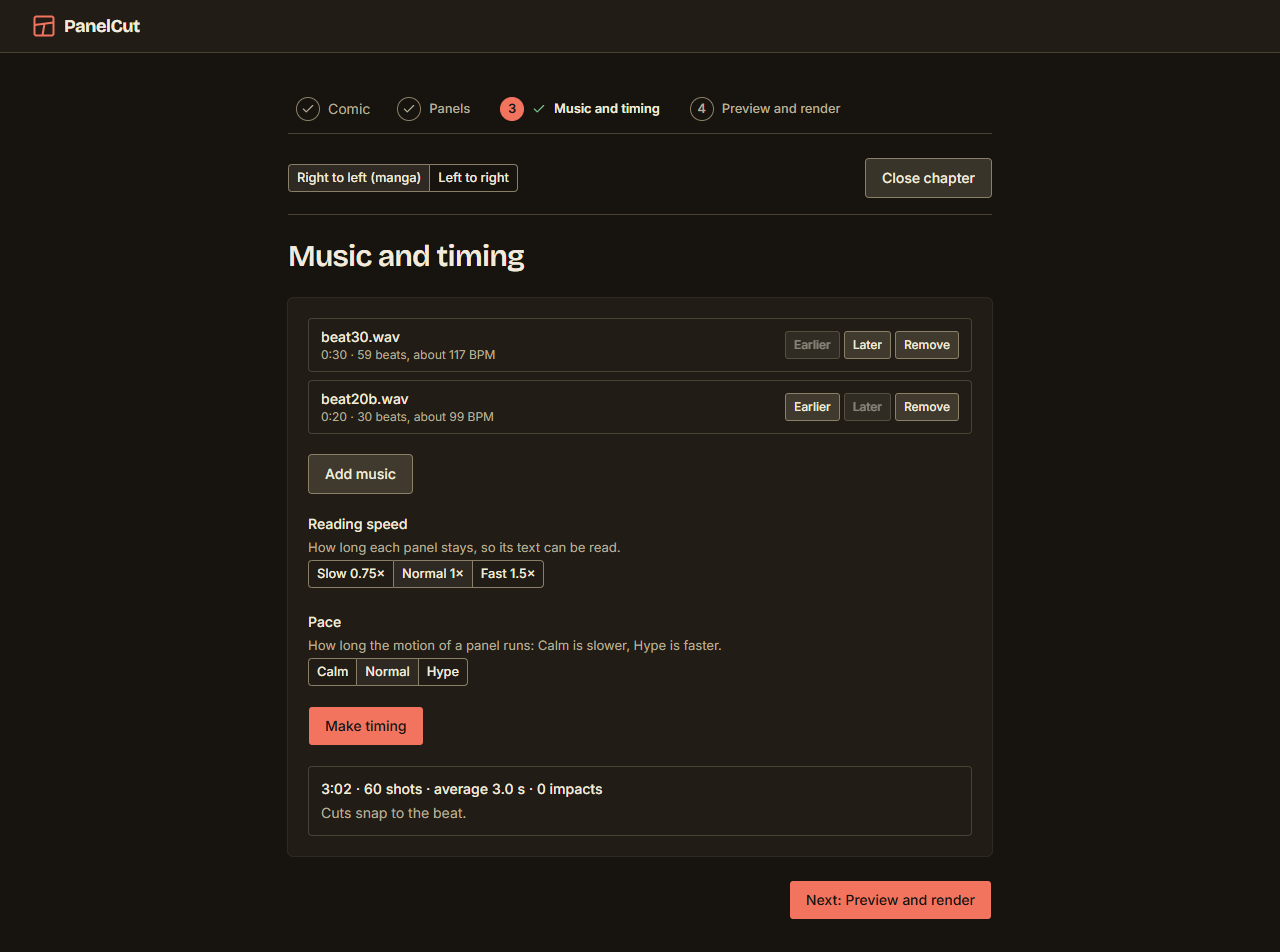 PanelCut
Comic
Panels
3 Music and timing
4 Preview and render
Right to left (manga) Left to right
Close chapter
Music and timing
beat30.wav
0:30 · 59 beats, about 117 BPM
Earlier Later Remove
beat20b.wav
0:20 · 30 beats, about 99 BPM
Earlier Later Remove
Add music
Reading speed
How long each panel stays, so its text can be read.
Slow 0.75× Normal 1× Fast 1.5×
Pace
How long the motion of a panel runs: Calm is slower, Hype is faster.
Calm Normal Hype
Make timing
3:02 · 60 shots · average 3.0 s · 0 impacts
Cuts snap to the beat.
Next: Preview and render